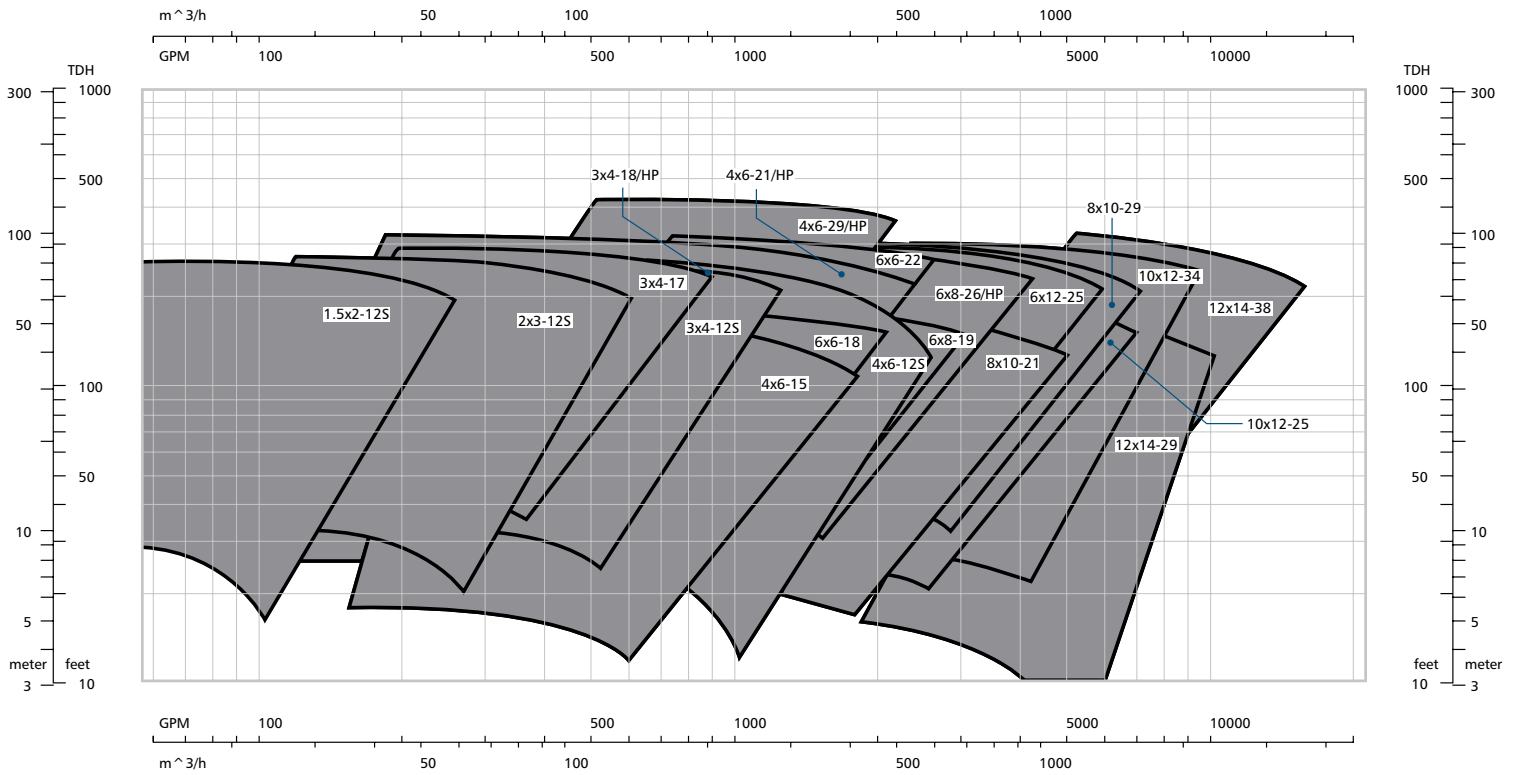 m^3/h 50 100 500 1000
GPM 100 500 1000 5000 10000
TDH TDH
300 1000 1000 300
3x4-18/HP 4x6-21/HP
500 500
8x10-29
4x6-29/HP
100 100
6x6-22
10x12-34
3x4-17
6x8-26/HP
6x12-25
1.5x2-12S
12x14-38
2x3-12S
50 50
3x4-12S
6x6-18
6x8-19
4x6-12S
8x10-21
4x6-15
100 100
10x12-25
12x14-29
50 50
10 10
5 5
meter feet feet meter
3 10 10 3
GPM 100 500 1000 5000 10000
m^3/h 50 100 500 1000